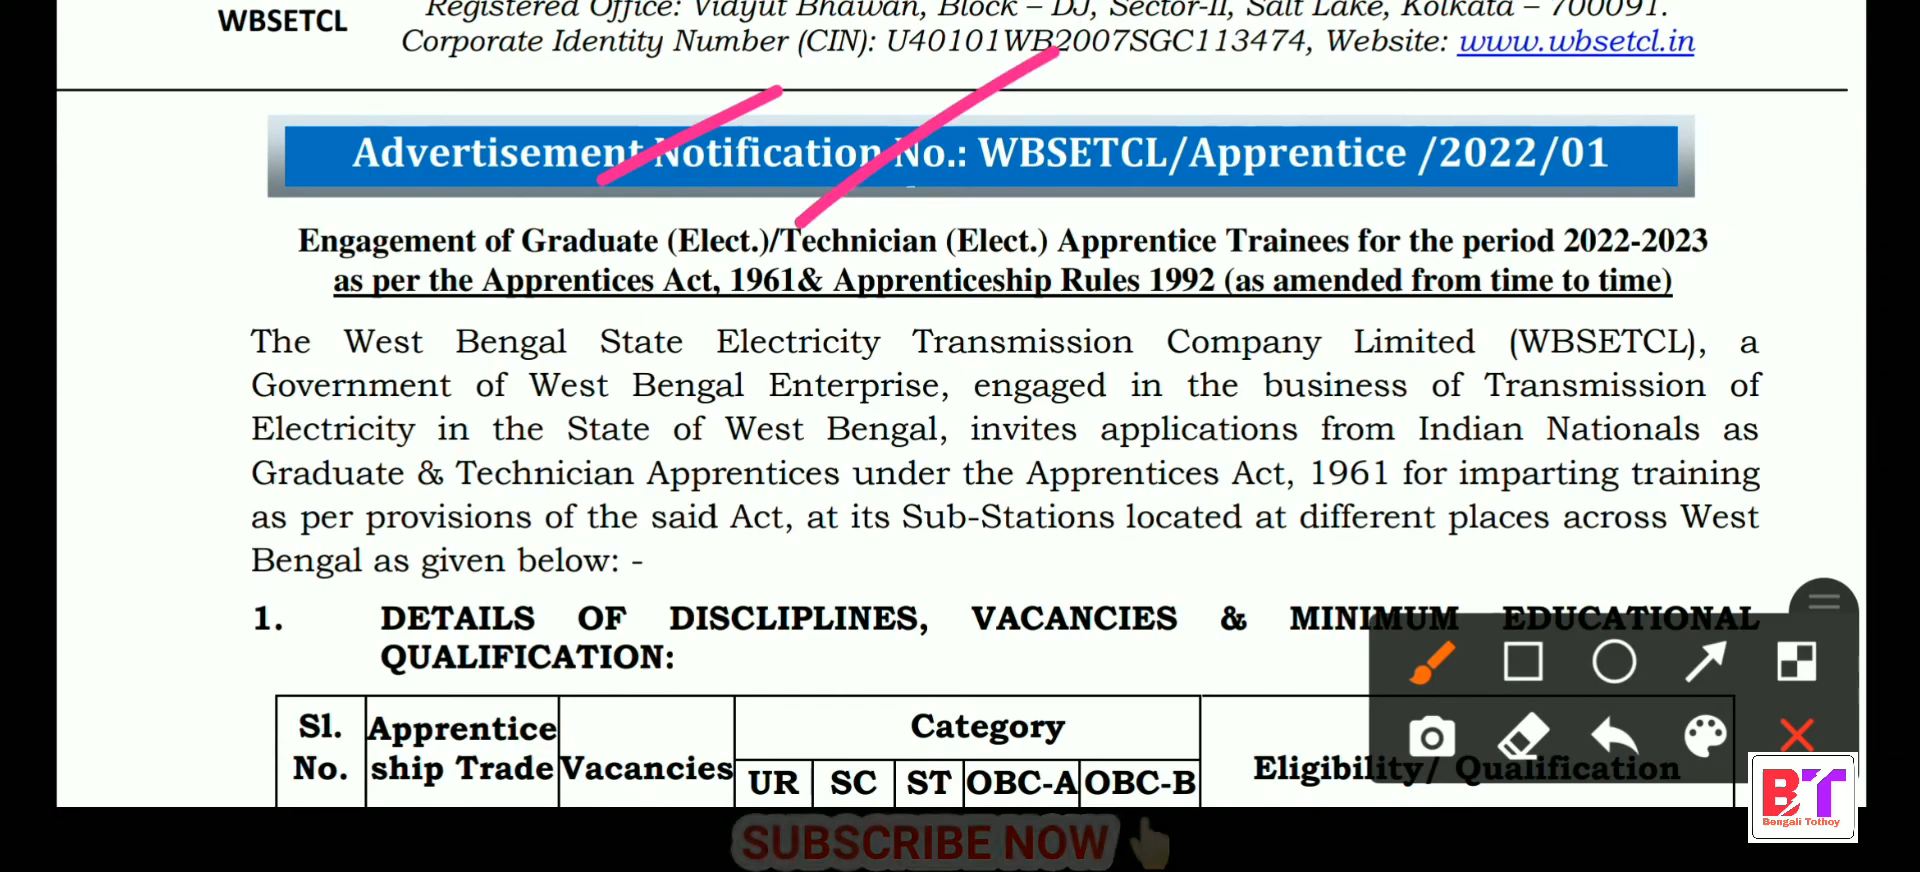 WBSETCL
Registered Office: Vidyut Bhawan, Block – DJ, Sector-II, Salt Lake, Kolkata – 700091.
Corporate Identity Number (CIN): U40101WB2007SGC113474, Website: www.wbsetcl.in
Advertisement Notification No.: WBSETCL/Apprentice /2022/01
Engagement of Graduate (Elect.)/Technician (Elect.) Apprentice Trainees for the period 2022-2023
as per the Apprentices Act, 1961& Apprenticeship Rules 1992 (as amended from time to time)
The West Bengal State Electricity Transmission Company Limited (WBSETCL), a
Government of West Bengal Enterprise, engaged in the business of Transmission of
Electricity in the State of West Bengal, invites applications from Indian Nationals as
Graduate & Technician Apprentices under the Apprentices Act, 1961 for imparting training
as per provisions of the said Act, at its Sub-Stations located at different places across West
Bengal as given below: -
1. DETAILS OF DISCLIPLINES, VACANCIES & MINIMUM EDUCATIONAL
QUALIFICATION:
Sl. No.
Apprentice ship Trade
Vacancies
Category
UR SC ST OBC-A OBC-B
Eligibility/ Qualification
BT
Bengali Tothoy
SUBSCRIBE NOW